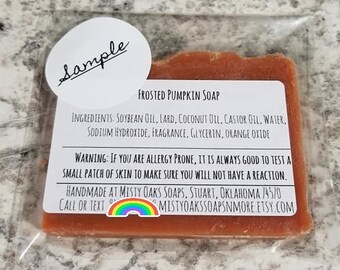 Sample
Frosted Pumpkin Soap
Ingredients: Soybean Oil, Lard, Coconut Oil, Castor Oil, Water,
Sodium Hydroxide, Fragrance, Glycerin, orange oxide
Warning: If you are allergy prone, it is always good to test a
small patch of skin to make sure you will not have a reaction.
Handmade at Misty Oaks Soaps, Stuart, Oklahoma 74570
Call or text mistyoakssoapsnmore.etsy.com